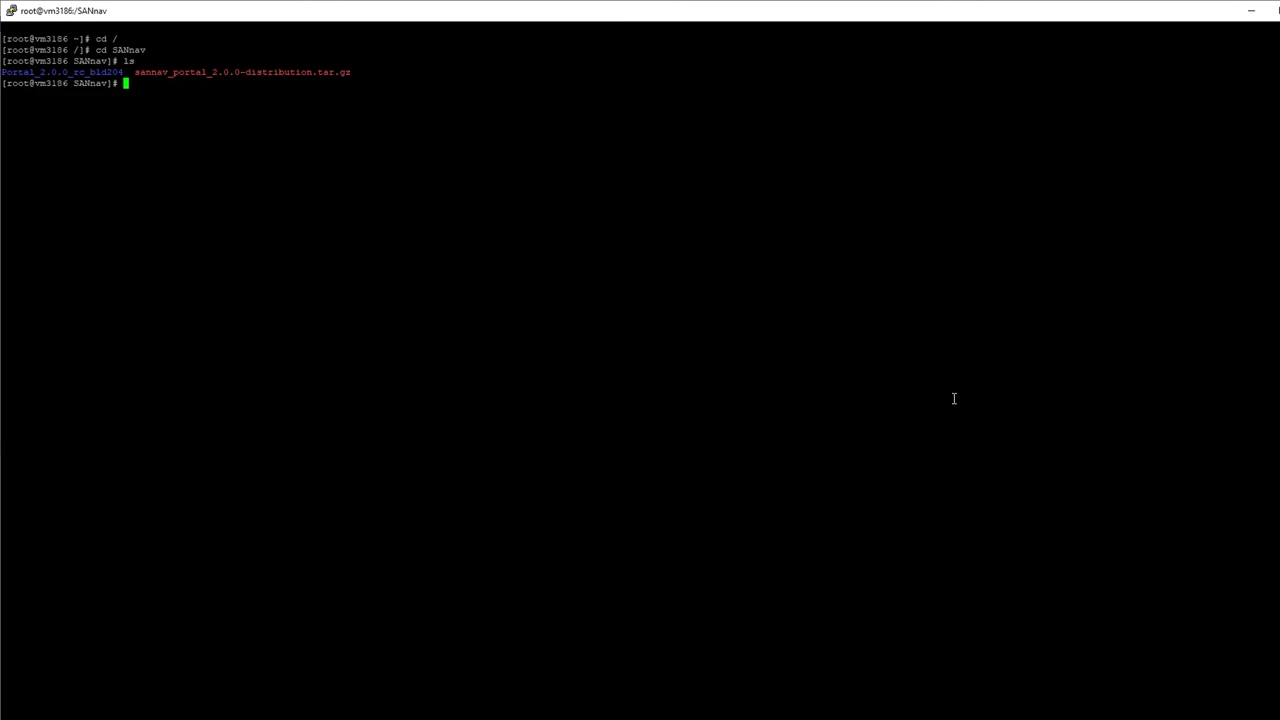 root@vm3186:/SANnav
[root@vm3186 ~]# cd /
[root@vm3186 /]# cd SANnav
[root@vm3186 SANnav]# ls
Portal_2.0.0_rc_bld204  sannav_portal_2.0.0-distribution.tar.gz
[root@vm3186 SANnav]#